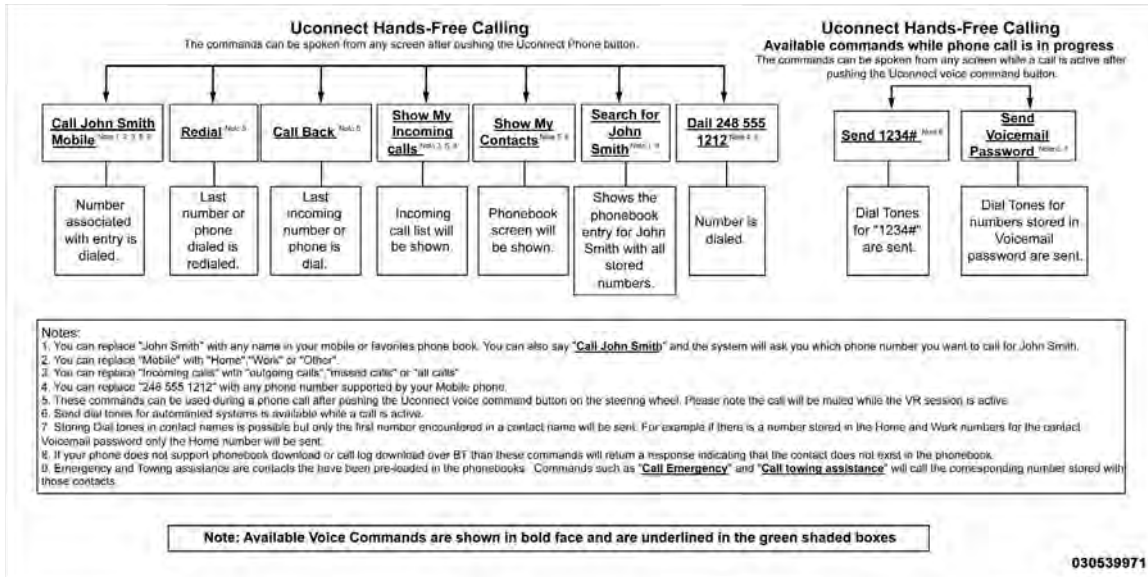 Uconnect Hands-Free Calling
The commands can be spoken from any screen after pushing the Uconnect Phone button.
Call John Smith
Mobile
Redial
Call Back
Show My
Incoming
calls
Show My
Contacts
Search for
John
Smith
Dail 248 555
1212
Number
associated
with entry is
dialed.
Last
number or
phone
dialed is
redialed.
Last
incoming
number or
phone is
dial.
Incoming
call list will
be shown.
Phonebook
screen will
be shown.
Shows the
phonebook
entry for John
Smith with all
stored
numbers.
Number is
dialed.
Uconnect Hands-Free Calling
Available commands while phone call is in progress
The commands can be spoken from any screen while a call is active after
pushing the Uconnect voice command button.
Send 1234#
Send
Voicemail
Password
Dial Tones
for "1234#"
are sent.
Dial Tones for
numbers stored in
Voicemail
password are sent.
Notes:
1. You can replace "John Smith" with any name in your mobile or favorites phone book. You can also say "Call John Smith" and the system will ask you which phone number you want to call for John Smith.
2. You can replace "Mobile" with "Home","Work" or "Other".
3. You can replace "Incoming calls" with "outgoing calls","missed calls" or "all calls"
4. You can replace "248 555 1212" with any phone number supported by your Mobile phone.
5. These commands can be used during a phone call after pushing the Uconnect voice command button on the steering wheel. Please note the call will be muted while the VR session is active.
6. Send dial tones for automanted systems is available while a call is active.
7. Storing Dial tones in contact names is possible but only the first number encountered in a contact name will be sent. For example if there is a number stored in the Home and Work numbers for the contact
Voicemail password only the Home number will be sent.
8. If your phone does not support phonebook download or call log download over BT than these commands will return a response indicating that the contact does not exist in the phonebook.
9. Emergency and Towing assistance are contacts the have been pre-loaded in the phonebooks. Commands such as "Call Emergency" and "Call towing assistance" will call the corresponding number stored with
those contacts.
Note: Available Voice Commands are shown in bold face and are underlined in the green shaded boxes
030539971